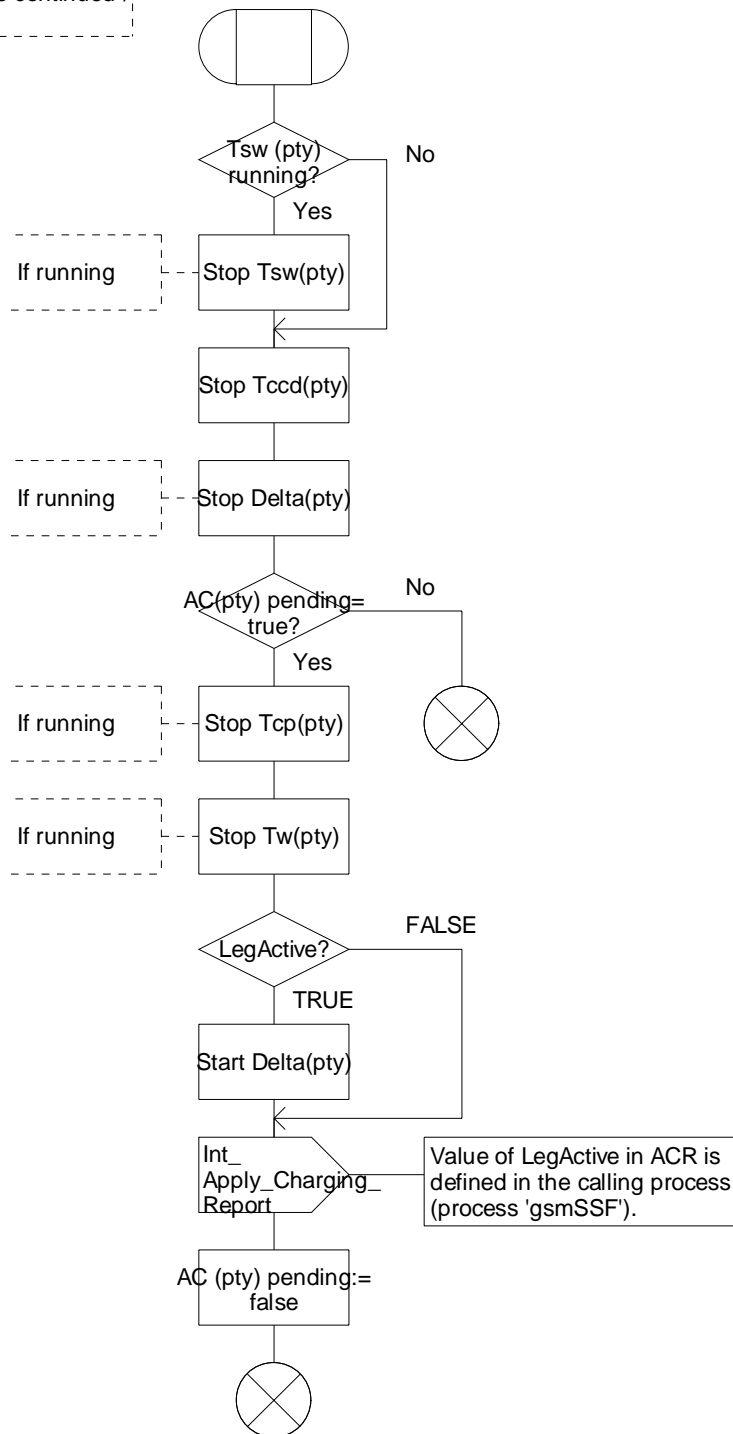 continued
Tsw (pty)
running?
No
Yes
If running
Stop Tsw(pty)
Stop Tccd(pty)
If running
Stop Delta(pty)
AC(pty) pending=
true?
No
Yes
If running
Stop Tcp(pty)
If running
Stop Tw(pty)
LegActive?
FALSE
TRUE
Start Delta(pty)
Int_
Apply_Charging_
Report
Value of LegActive in ACR is
defined in the calling process
(process 'gsmSSF').
AC (pty) pending:=
false